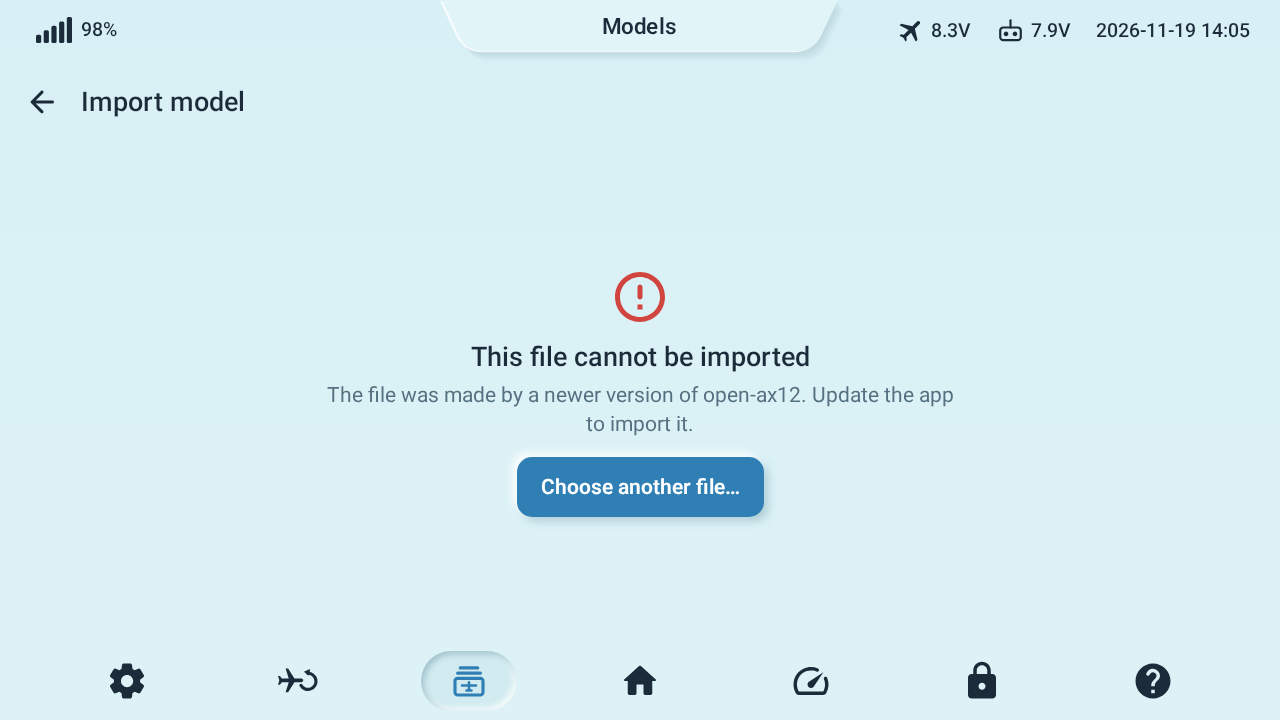 98%
Models
8.3V
7.9V
2026-11-19 14:05
Import model
This file cannot be imported
The file was made by a newer version of open-ax12. Update the app
to import it.
Choose another file…